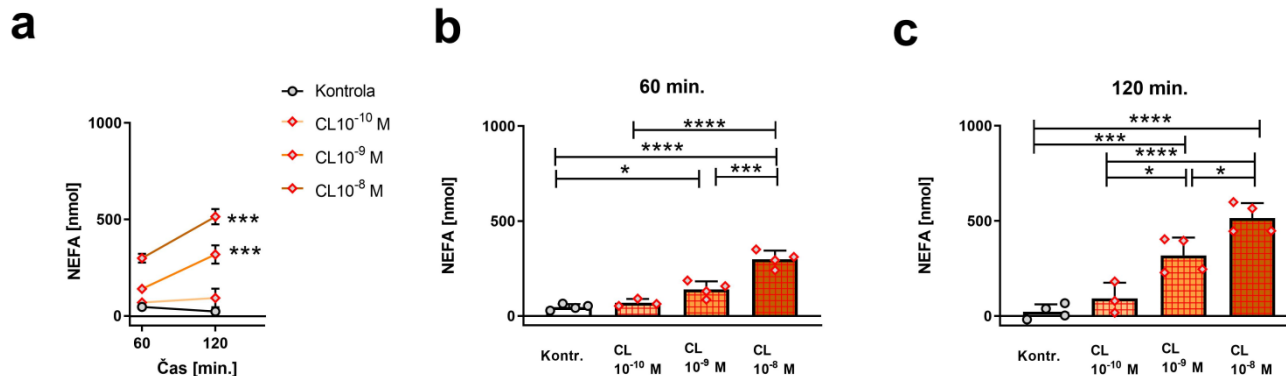 a
Kontrola
CL10⁻¹⁰ M
CL10⁻⁹ M
CL10⁻⁸ M
1000
500
0
NEFA [nmol]
***
***
60
120
Čas [min.]
b
60 min.
1000
500
0
NEFA [nmol]
****
****
*
***
Kontr.
CL
10⁻¹⁰ M
CL
10⁻⁹ M
CL
10⁻⁸ M
c
120 min.
1000
500
0
NEFA [nmol]
****
***
****
*
*
Kontr.
CL
10⁻¹⁰ M
CL
10⁻⁹ M
CL
10⁻⁸ M